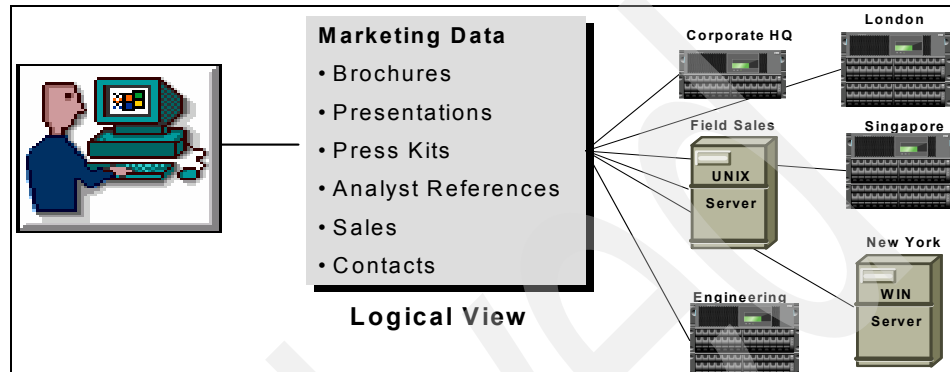 Marketing Data
• Brochures
• Presentations
• Press Kits
• Analyst References
• Sales
• Contacts
Logical View
Corporate HQ
London
Field Sales
UNIX
Server
Singapore
New York
WIN
Server
Engineering